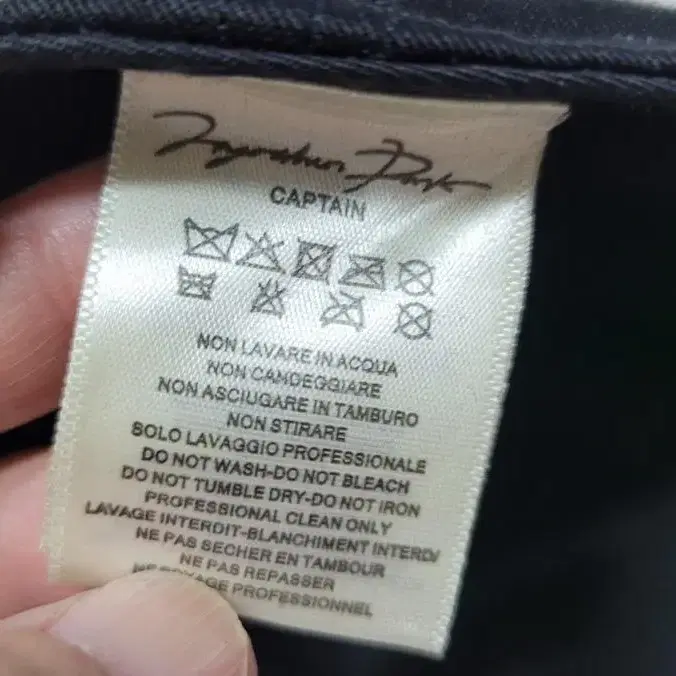 CAPTAIN
NON LAVARE IN ACQUA
NON CANDEGGIARE
NON ASCIUGARE IN TAMBURO
NON STIRARE
SOLO LAVAGGIO PROFESSIONALE
DO NOT WASH-DO NOT BLEACH
DO NOT TUMBLE DRY-DO NOT IRON
PROFESSIONAL CLEAN ONLY
LAVAGE INTERDIT-BLANCHIMENT INTERDI
NE PAS SECHER EN TAMBOUR
NE PAS REPASSER
PROFESSIONNEL